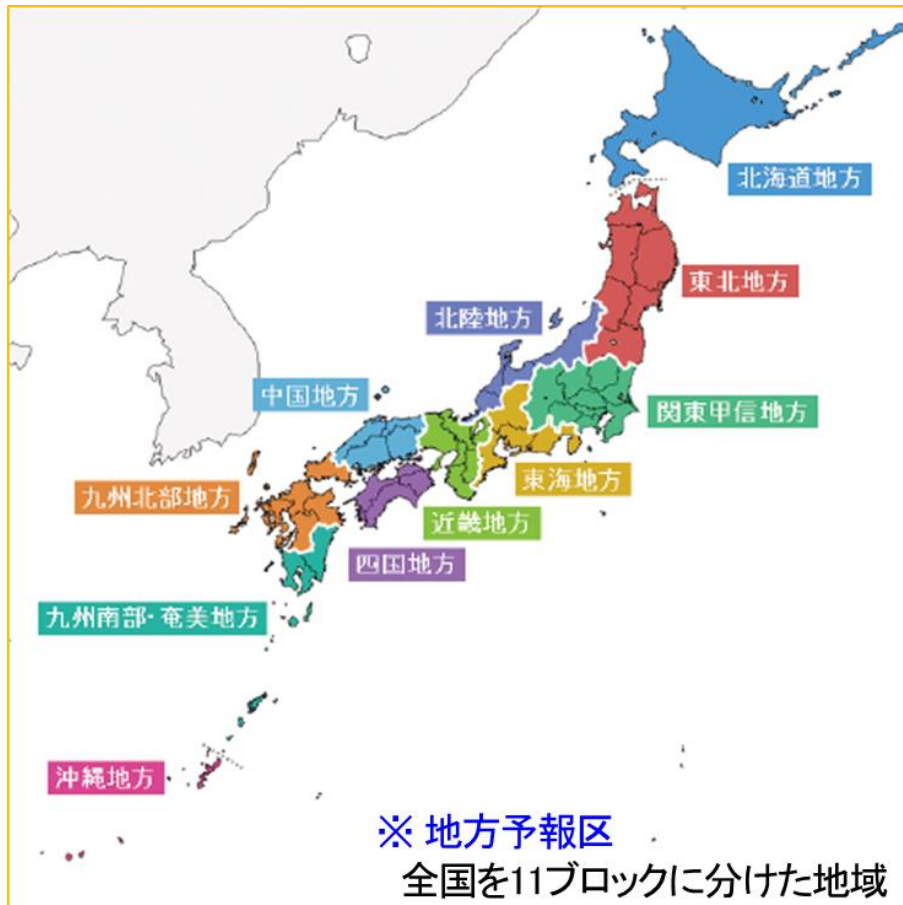 北海道地方
東北地方
北陸地方
中国地方
関東甲信地方
東海地方
九州北部地方
近畿地方
四国地方
九州南部・奄美地方
沖縄地方
※ 地方予報区
全国を11ブロックに分けた地域